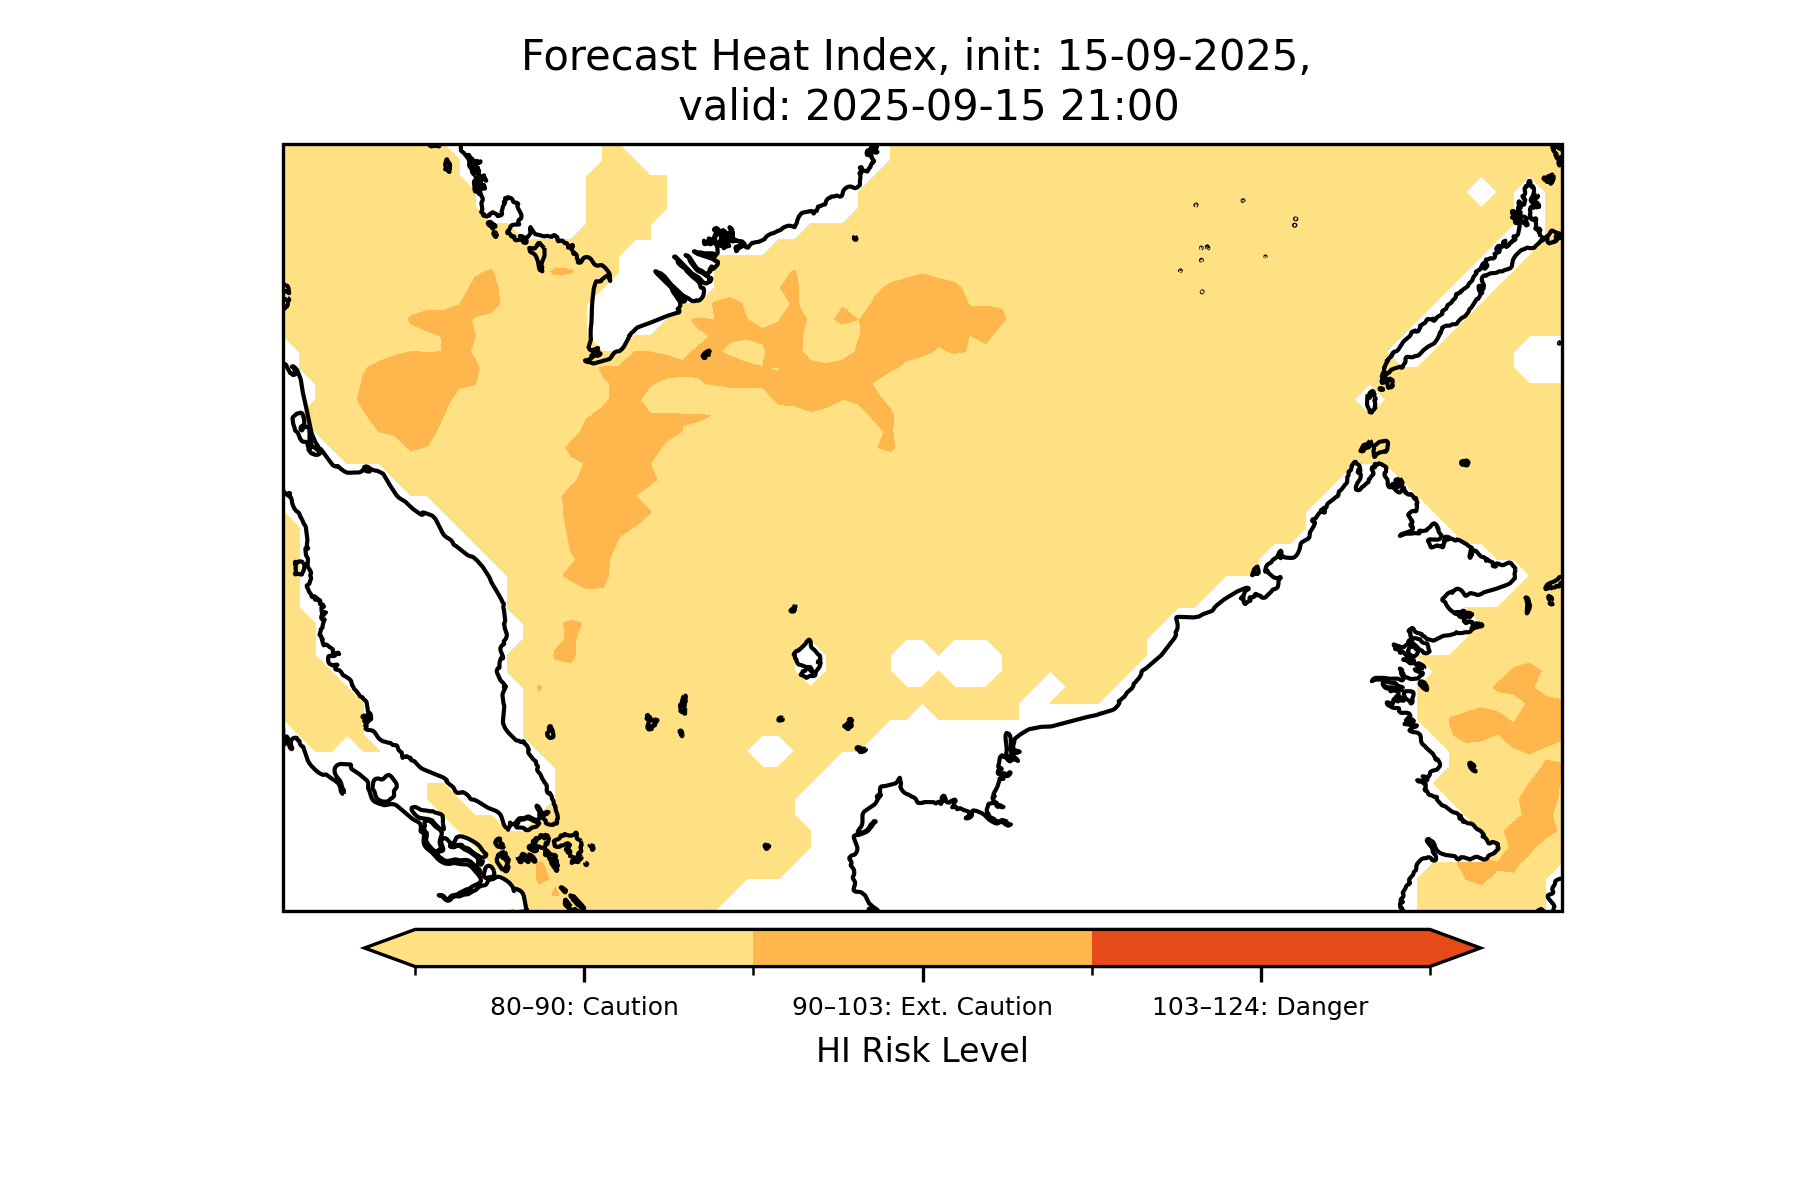 Forecast Heat Index, init: 15-09-2025,
valid: 2025-09-15 21:00
80–90: Caution
90–103: Ext. Caution
103–124: Danger
HI Risk Level